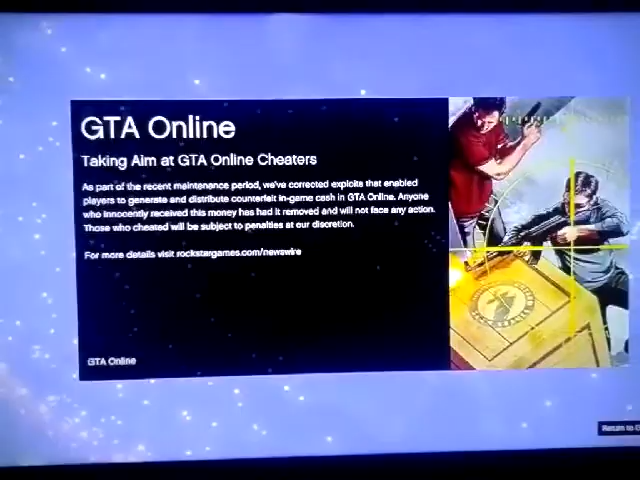 GTA Online
Taking Aim at GTA Online Cheaters
As part of the recent maintenance period, we've corrected exploits that enabled
players to generate and distribute counterfeit in-game cash in GTA Online. Anyone
who innocently received this money has had it removed and will not face any action.
Those who cheated will be subject to penalties at our discretion.
For more details visit rockstargames.com/newswire
GTA Online
Return to G